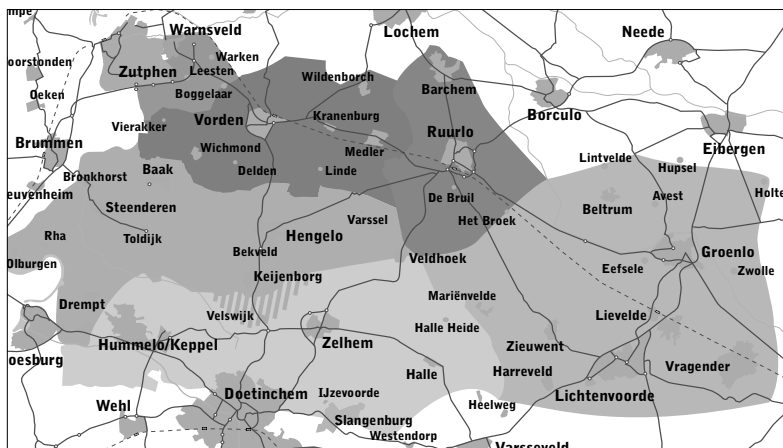 mpe
Warnsveld
Lochem
Neede
oorstonden
Warken
Zutphen
Leesten
Wildenborch
Barchem
Oeken
Boggelaar
Vorden
Kranenburg
Borculo
Vierakker
Ruurlo
Brummen
Wichmond
Medler
Eibergen
Lintvelde
Hupsel
Bronkhorst
Baak
Delden
Linde
euvenheim
De Bruil
Avest
Holte
Steenderen
Beltrum
Varssel
Het Broek
Rha
Toldijk
Hengelo
Bekveld
Groenlo
Veldhoek
Olburgen
Eefsele
Zwolle
Keijenborg
Mariënvelde
Drempt
Velswijk
Lievelde
Halle Heide
Hummelo/Keppel
Zelhem
Zieuwent
oesburg
Vragender
Halle
Harreveld
Doetinchem
IJzevoorde
Lichtenvoorde
Wehl
Heelweg
Slangenburg
Westendorp
Varsseveld